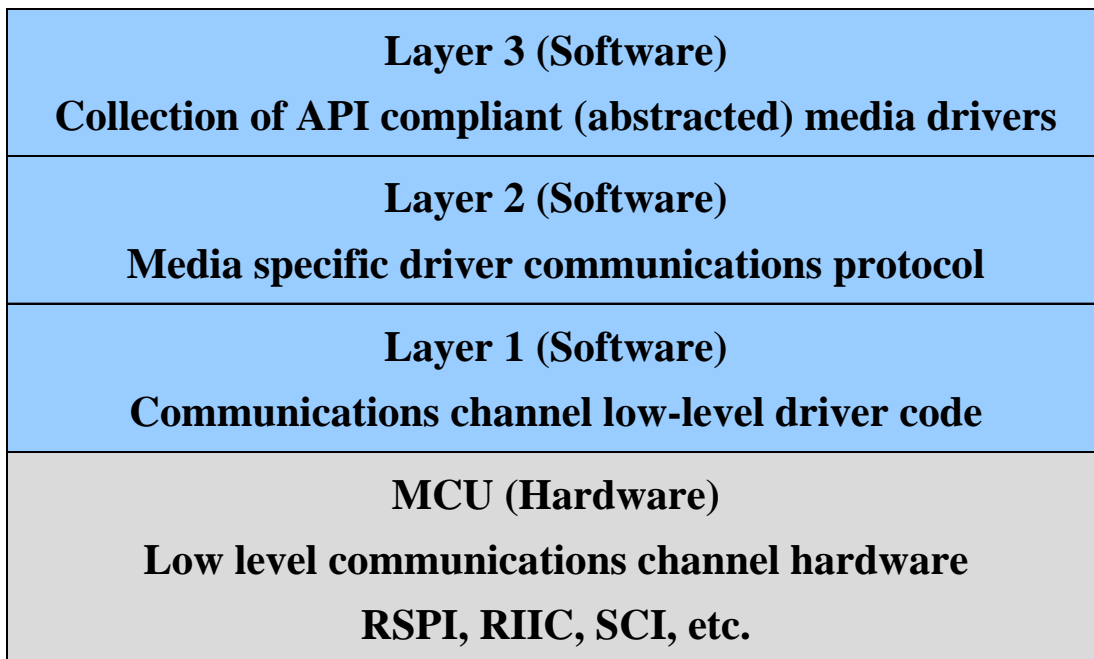 Layer 3 (Software)
Collection of API compliant (abstracted) media drivers
Layer 2 (Software)
Media specific driver communications protocol
Layer 1 (Software)
Communications channel low-level driver code
MCU (Hardware)
Low level communications channel hardware
RSPI, RIIC, SCI, etc.